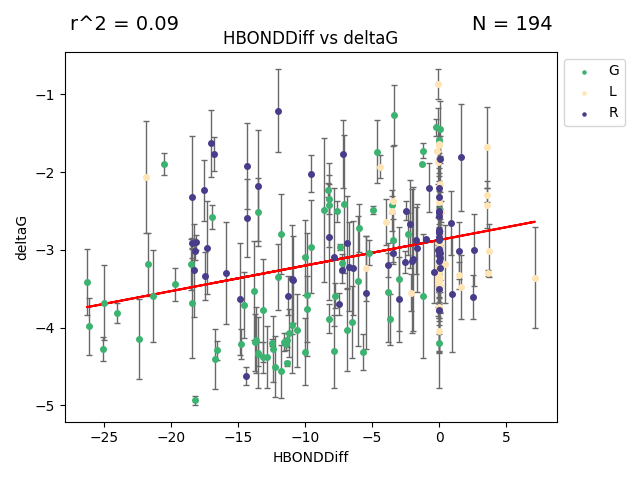 r^2 = 0.09
N = 194
HBONDDiff vs deltaG
G
L
R
−1
−2
−3
−4
−5
deltaG
−25
−20
−15
−10
−5
0
5
HBONDDiff